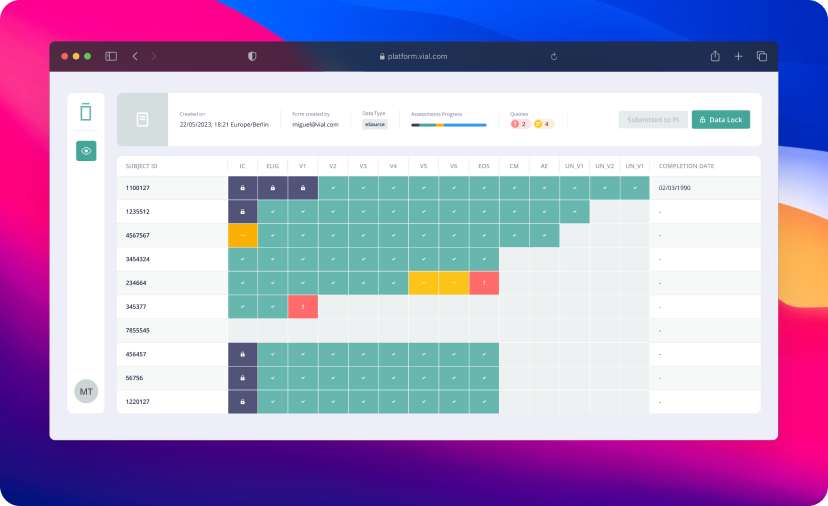 platform.vial.com
Created on
22/05/2023, 18:21 Europe/Berlin
Form created by
miguel@vial.com
Data Type
eSource
Assessments Progress
Queries
! 2 4
Submitted to PI
Data Lock
SUBJECT ID IC ELIG V1 V2 V3 V4 V5 V6 EOS CM AE UN_V1 UN_V2 UN_V1 COMPLETION DATE
1100127 02/03/1990
1235512 -
4567567 -
3454324 -
234664 ! -
345377 ! -
7855545 -
456457 -
56756 -
1220127 -
MT